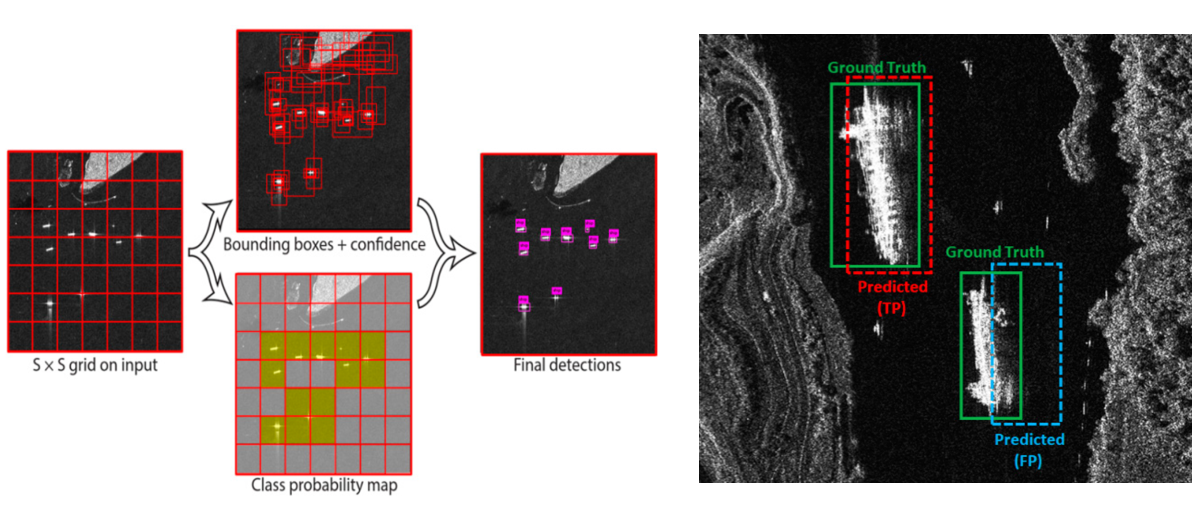 S × S grid on input
Bounding boxes + confidence
Class probability map
Final detections
Ground Truth
Predicted
(TP)
Ground Truth
Predicted
(FP)